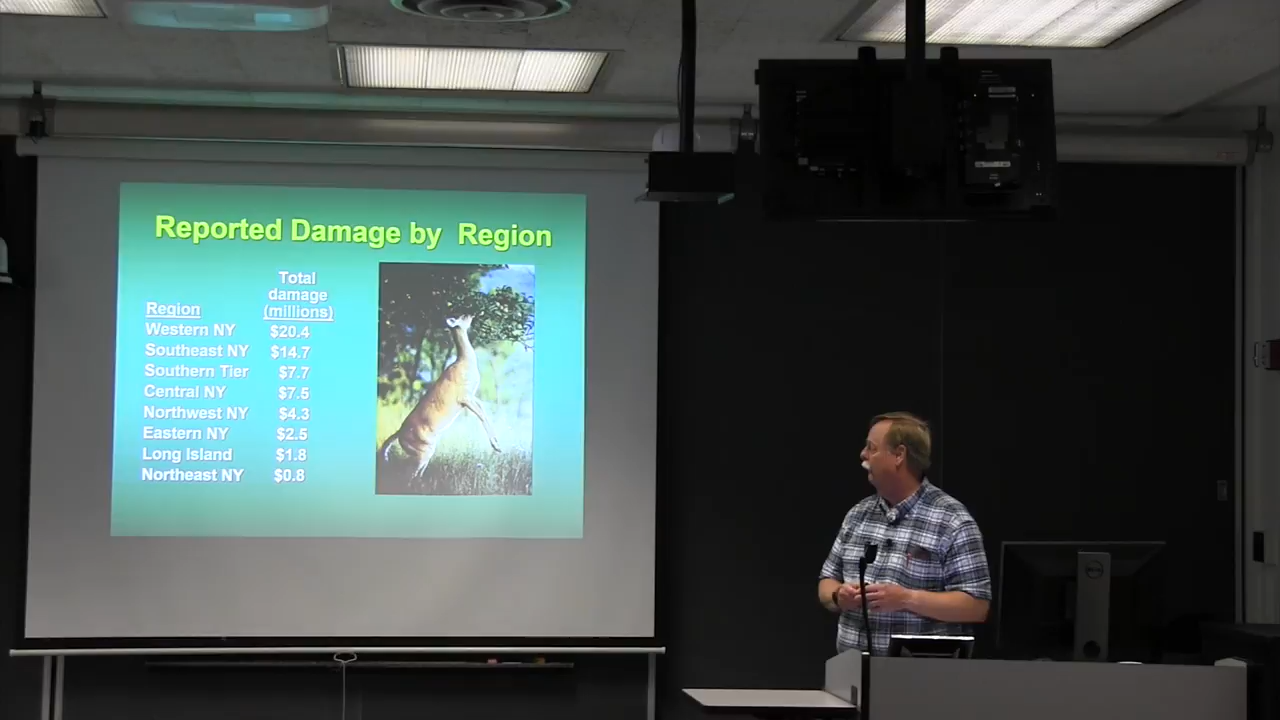 Reported Damage by Region
Total
damage
Region (millions)
Western NY $20.4
Southeast NY $14.7
Southern Tier $7.7
Central NY $7.5
Northwest NY $4.3
Eastern NY $2.5
Long Island $1.8
Northeast NY $0.8
DELL